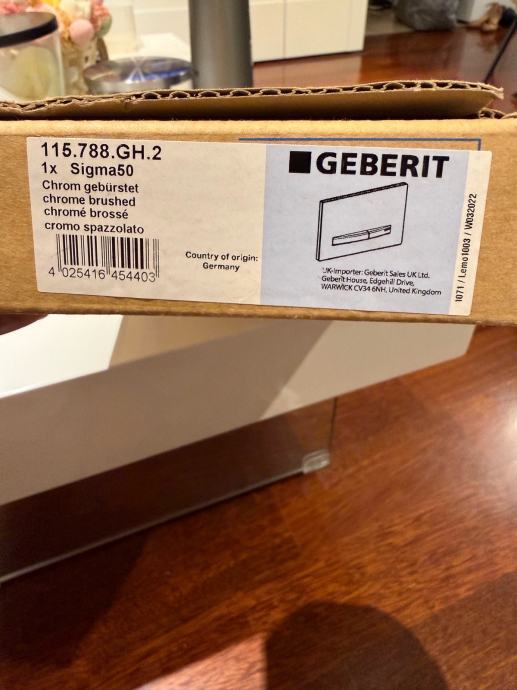 115.788.GH.2
1x Sigma50
Chrom gebürstet
chrome brushed
chromé brossé
cromo spazzolato
4 025416 454403
Country of origin:
Germany
GEBERIT
UK-Importer: Geberit Sales UK Ltd.
Geberit House, Edgehill Drive,
WARWICK CV34 6NH, United Kingdom
1071 / Lemo1003 / W032022